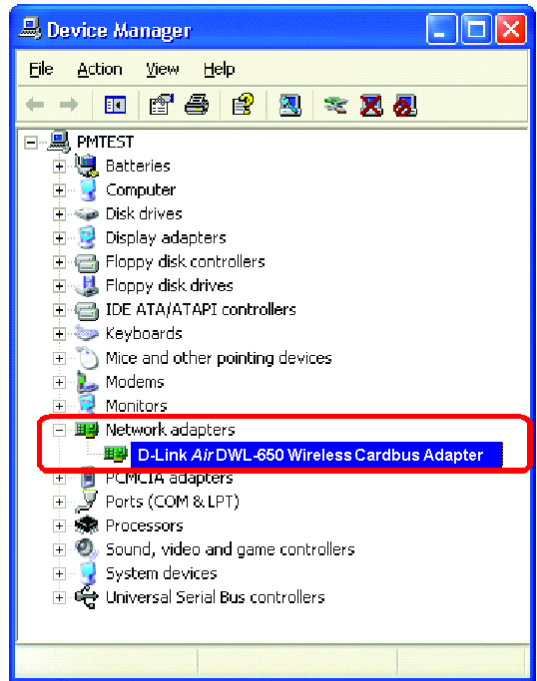 Device Manager
File Action View Help
PMTEST
Batteries
Computer
Disk drives
Display adapters
Floppy disk controllers
Floppy disk drives
IDE ATA/ATAPI controllers
Keyboards
Mice and other pointing devices
Modems
Monitors
Network adapters
D-Link Air DWL-650 Wireless Cardbus Adapter
PCMCIA adapters
Ports (COM & LPT)
Processors
Sound, video and game controllers
System devices
Universal Serial Bus controllers